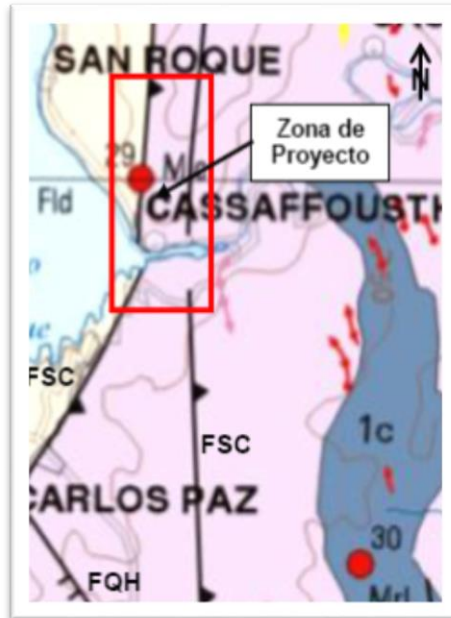 N
SAN ROQUE
Zona de
Proyecto
29
Fld
CASSAFFOUSTH
FSC
1c
FSC
CARLOS PAZ
30
FQH